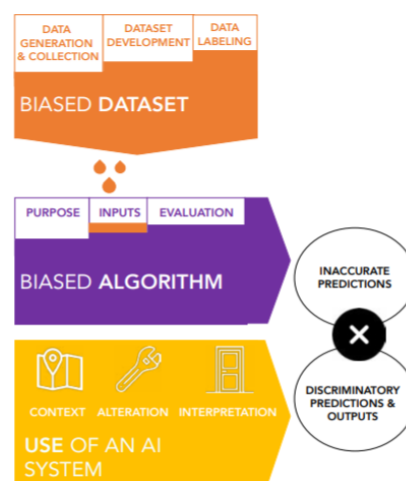 DATA
GENERATION
& COLLECTION
DATASET
DEVELOPMENT
DATA
LABELING
BIASED DATASET
PURPOSE
INPUTS
EVALUATION
BIASED ALGORITHM
INACCURATE
PREDICTIONS
DISCRIMINATORY
PREDICTIONS &
OUTPUTS
CONTEXT
ALTERATION
INTERPRETATION
USE OF AN AI
SYSTEM